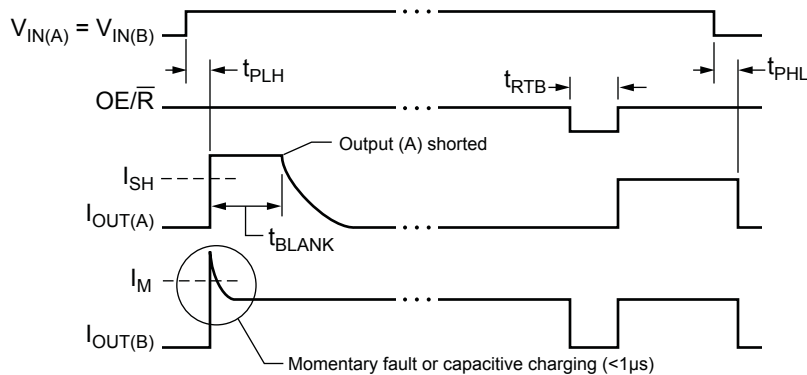 V_IN(A) = V_IN(B)
t_PLH
t_RTB
t_PHL
OE/R̅
Output (A) shorted
I_SH
I_OUT(A)
t_BLANK
I_M
I_OUT(B)
Momentary fault or capacitive charging (<1µs)